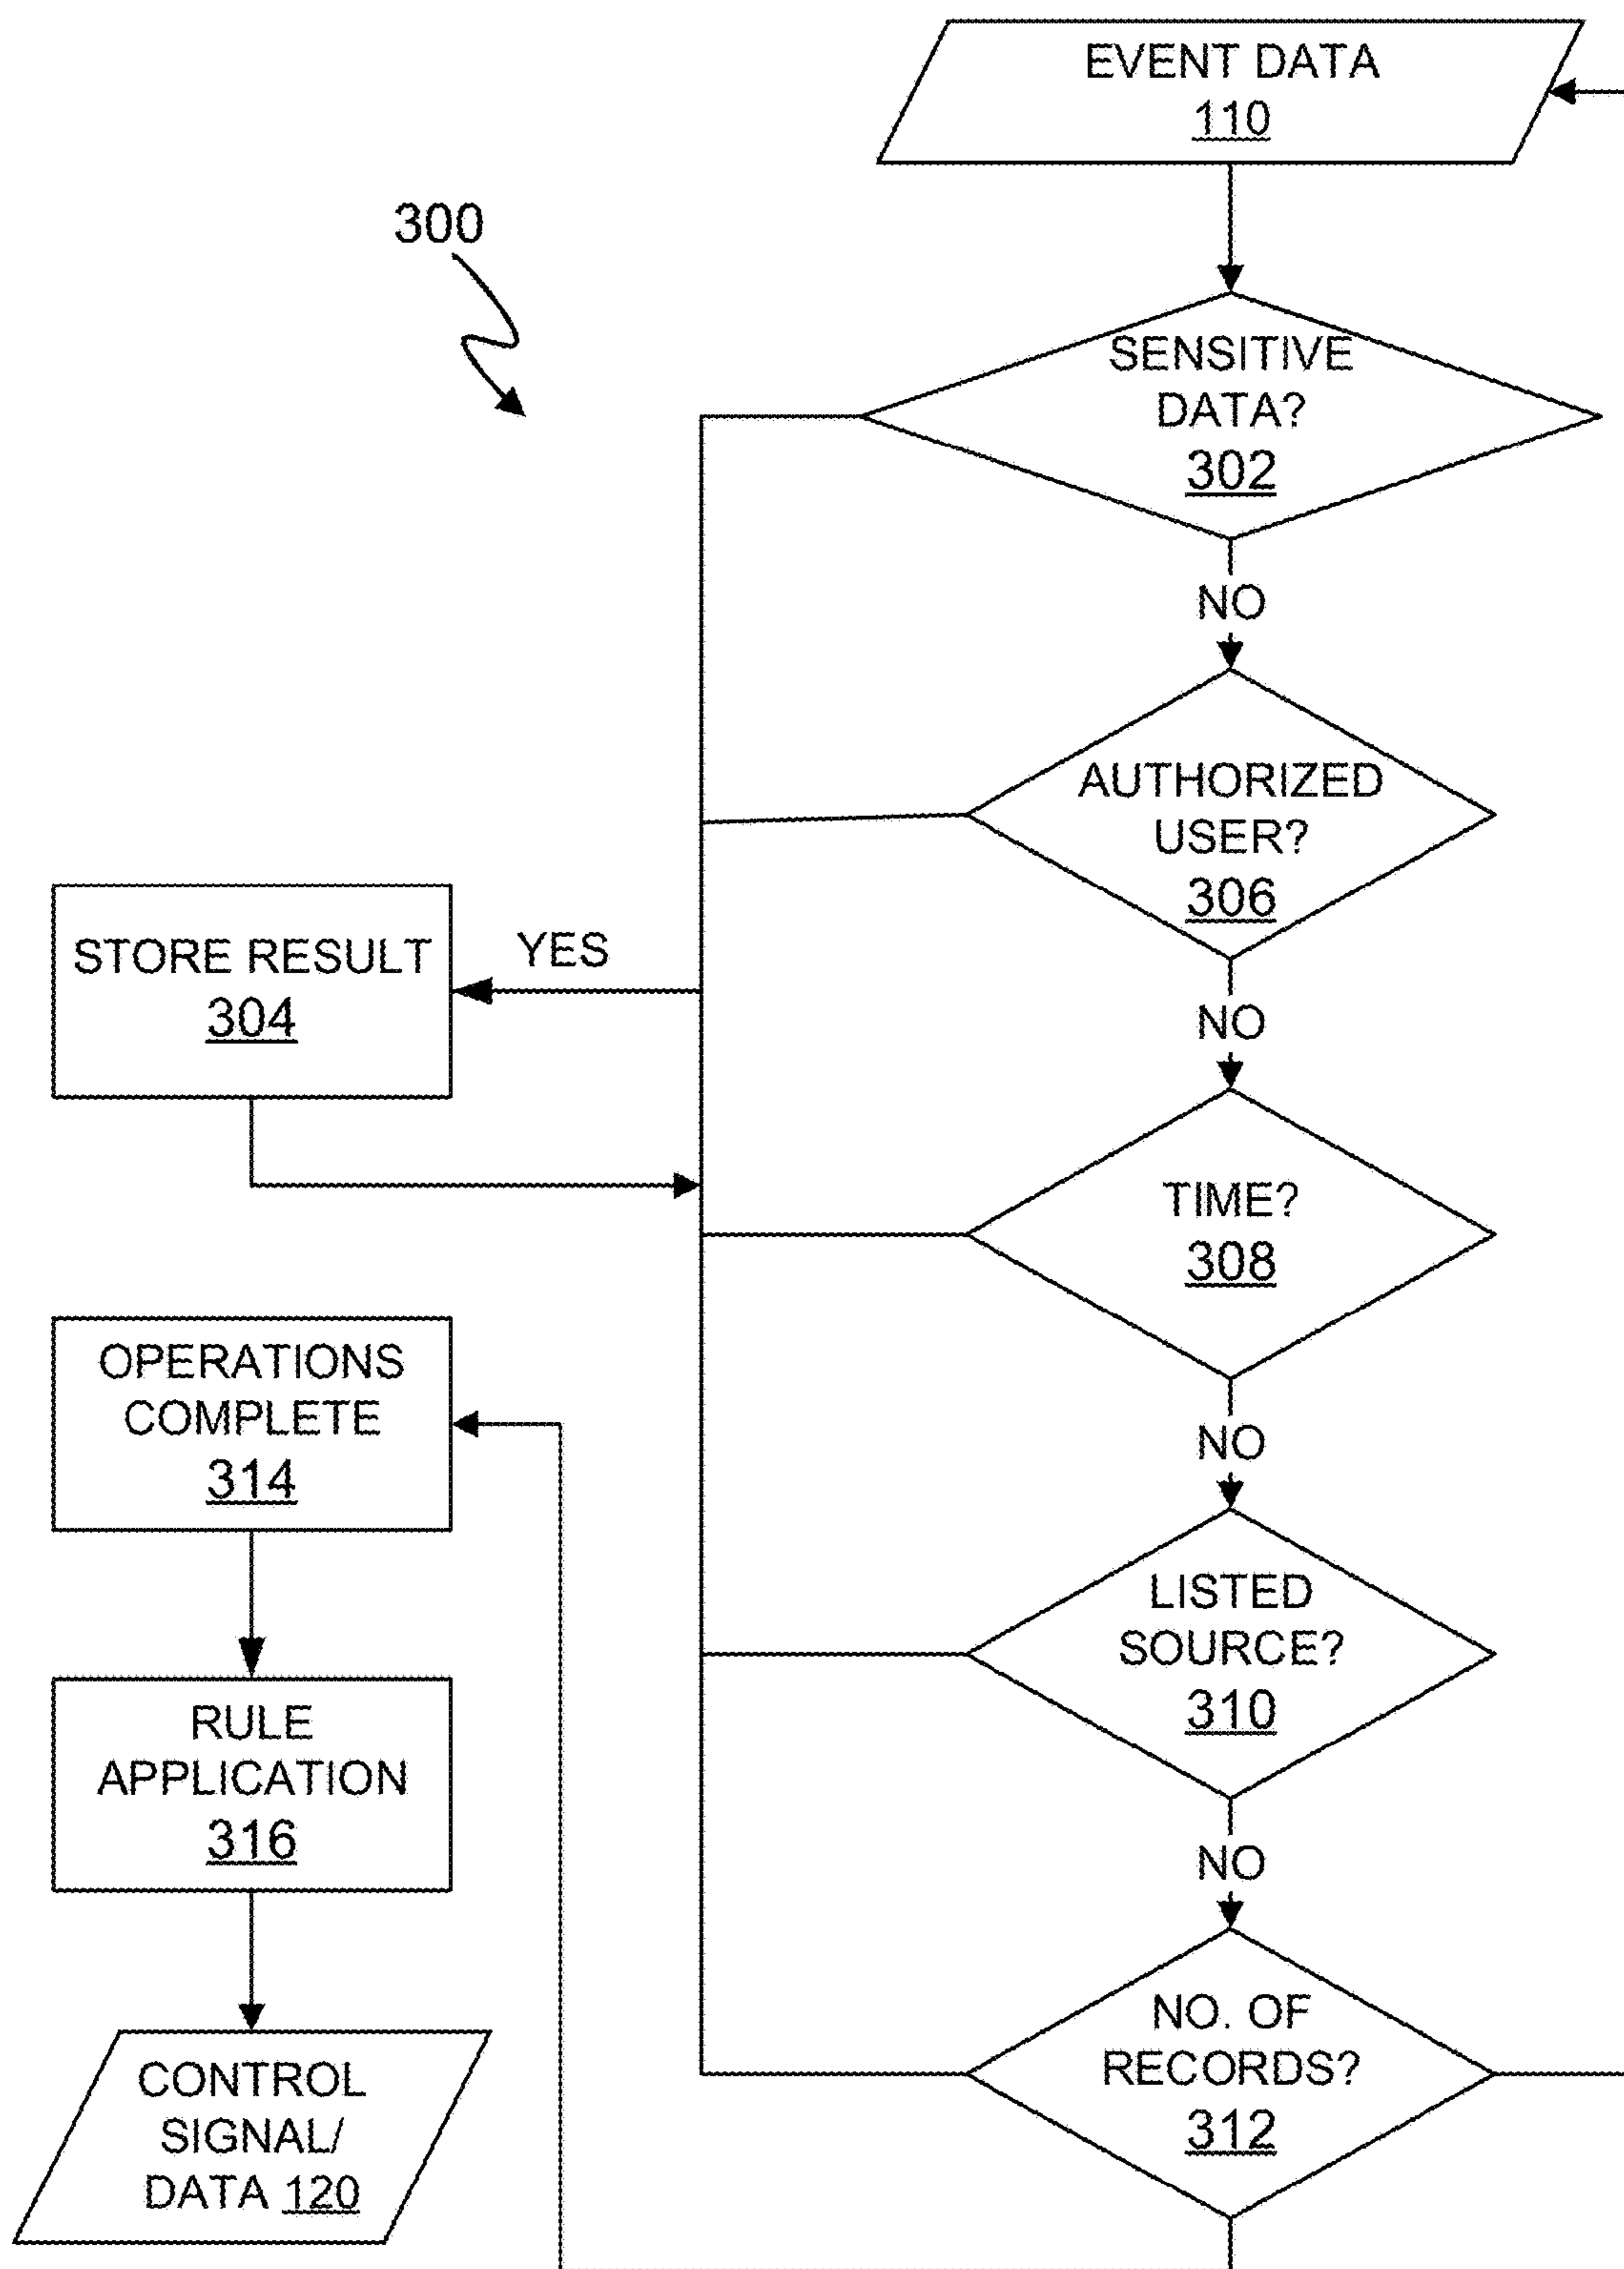 EVENT DATA
110
300
SENSITIVE
DATA?
302
NO
AUTHORIZED
USER?
306
STORE RESULT
304
YES
NO
TIME?
308
OPERATIONS
COMPLETE
314
NO
LISTED
SOURCE?
310
RULE
APPLICATION
316
NO
NO. OF
RECORDS?
312
CONTROL
SIGNAL/
DATA 120